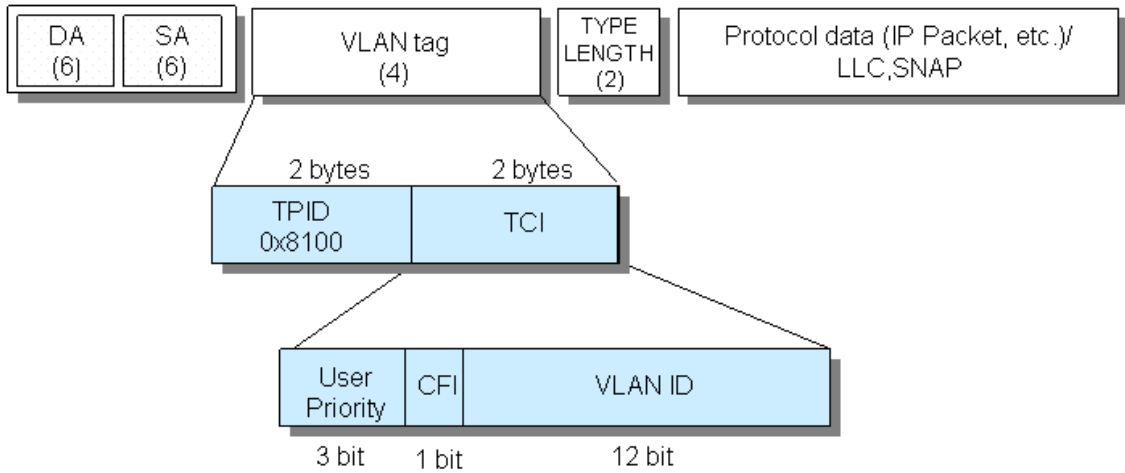 DA
(6)
SA
(6)
VLAN tag
(4)
TYPE
LENGTH
(2)
Protocol data (IP Packet, etc.)/
LLC,SNAP
2 bytes
2 bytes
TPID
0x8100
TCI
User
Priority
CFI
VLAN ID
3 bit
1 bit
12 bit